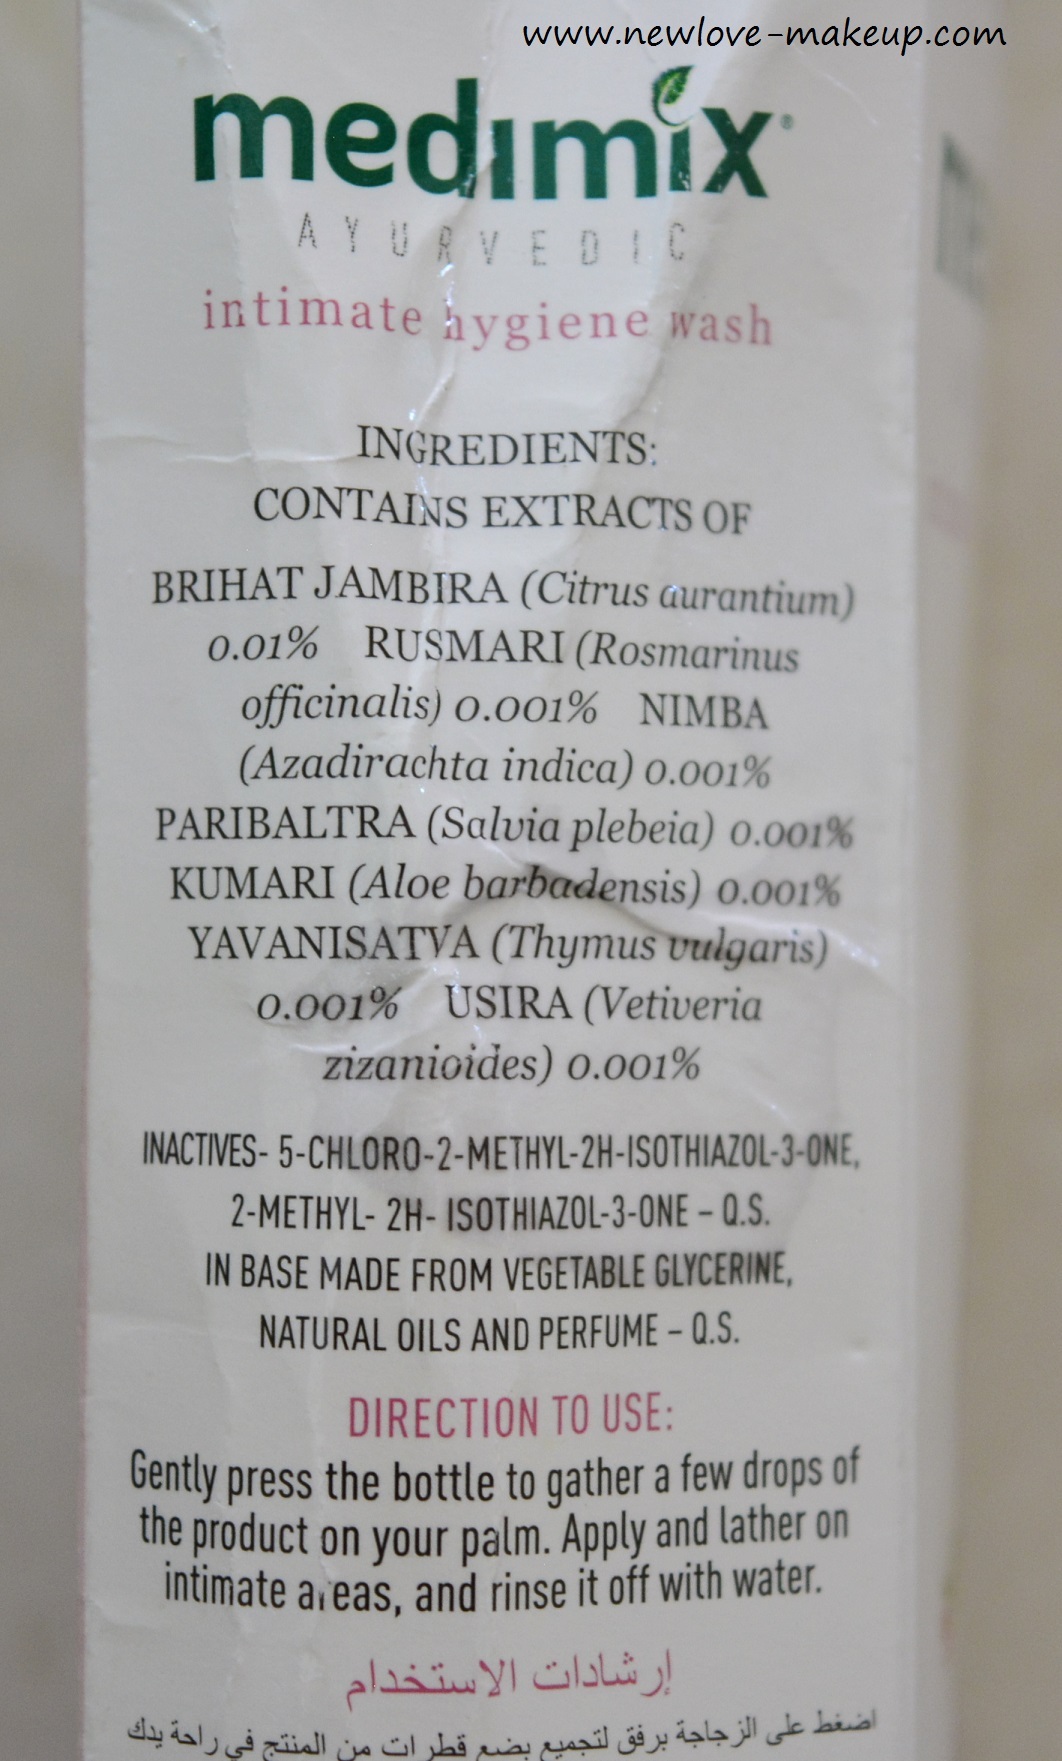 www.newlove-makeup.com
medimix®
AYURVEDIC
intimate hygiene wash
INGREDIENTS:
CONTAINS EXTRACTS OF
BRIHAT JAMBIRA (Citrus aurantium)
0.01% RUSMARI (Rosmarinus
officinalis) 0.001% NIMBA
(Azadirachta indica) 0.001%
PARIBALTRA (Salvia plebeia) 0.001%
KUMARI (Aloe barbadensis) 0.001%
YAVANISATVA (Thymus vulgaris)
0.001% USIRA (Vetiveria
zizanioides) 0.001%
INACTIVES- 5-CHLORO-2-METHYL-2H-ISOTHIAZOL-3-ONE,
2-METHYL- 2H- ISOTHIAZOL-3-ONE – Q.S.
IN BASE MADE FROM VEGETABLE GLYCERINE,
NATURAL OILS AND PERFUME – Q.S.
DIRECTION TO USE:
Gently press the bottle to gather a few drops of
the product on your palm. Apply and lather on
intimate areas, and rinse it off with water.
إرشادات الاستخدام
اضغط على الزجاجة برفق لتجميع بضع قطرات من المنتج في راحة يدك